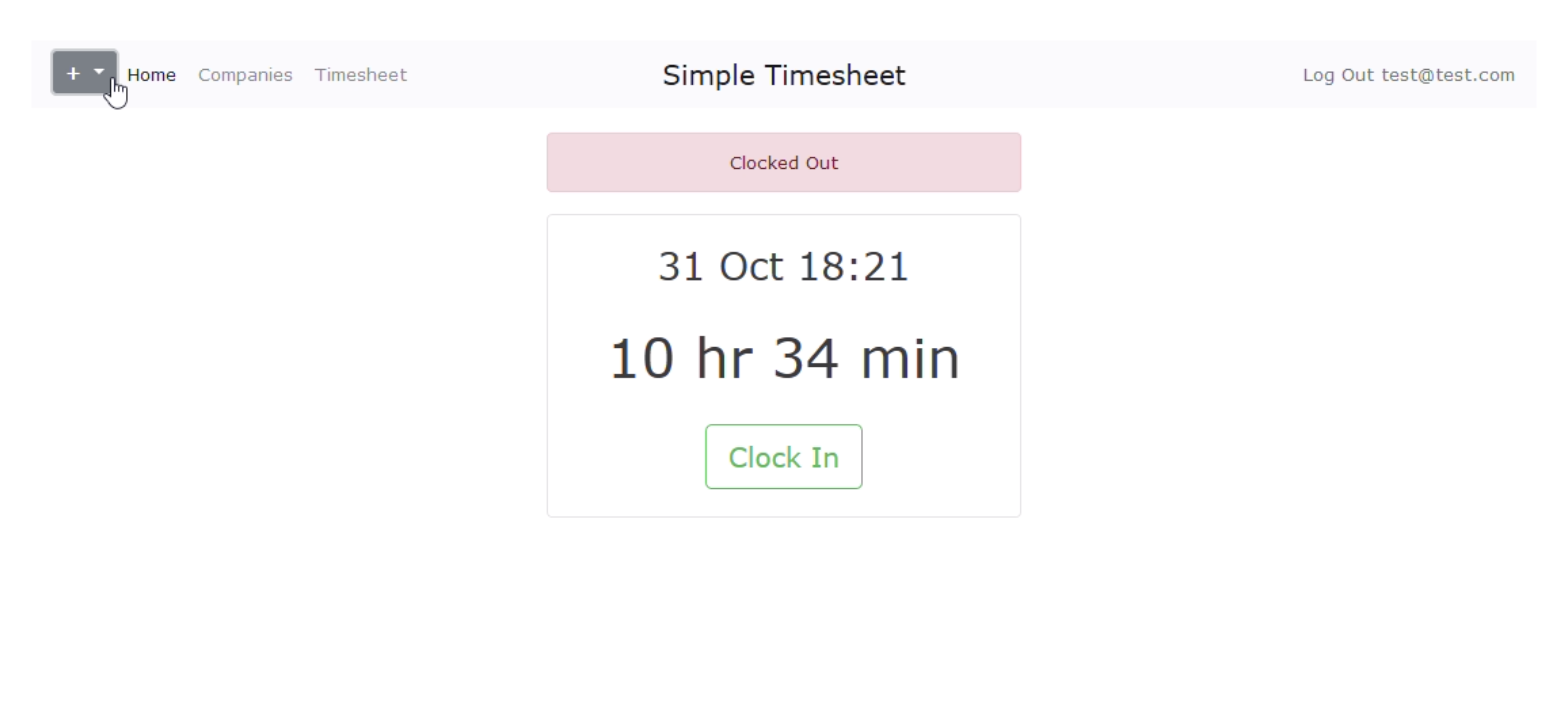 + Home Companies Timesheet Simple Timesheet Log Out test@test.com
Clocked Out
31 Oct 18:21
10 hr 34 min
Clock In